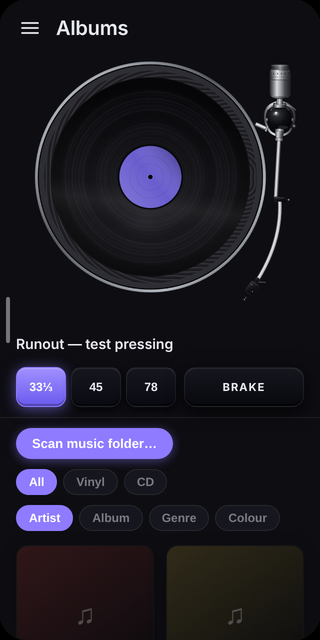 Albums
Runout — test pressing
33⅓ 45 78 BRAKE
Scan music folder…
All Vinyl CD
Artist Album Genre Colour